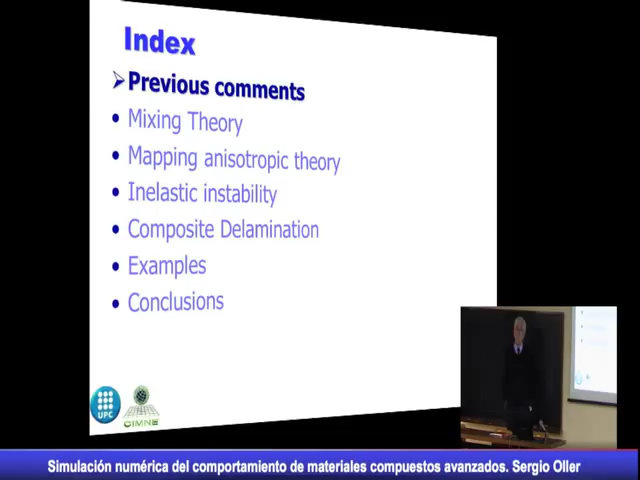 Index
Previous comments
Mixing Theory
Mapping anisotropic theory
Inelastic instability
Composite Delamination
Examples
Conclusions
UPC
CIMNE
Simulación numérica del comportamiento de materiales compuestos avanzados. Sergio Oller